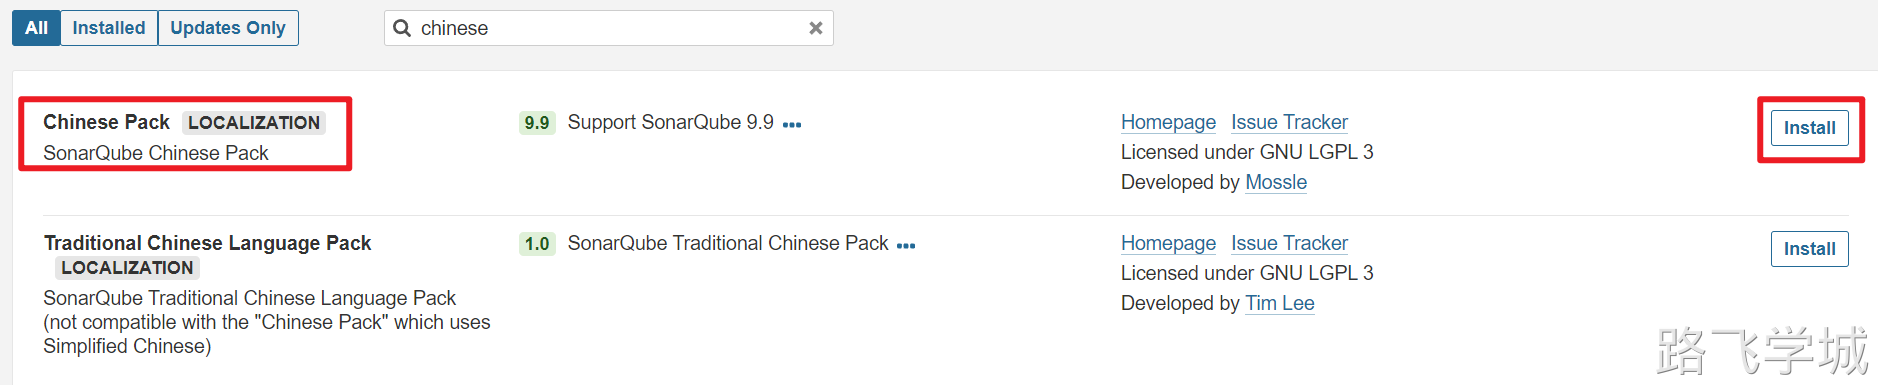 All Installed Updates Only chinese
Chinese Pack LOCALIZATION 9.9 Support SonarQube 9.9 ••• Homepage Issue Tracker Install
SonarQube Chinese Pack Licensed under GNU LGPL 3
Developed by Mossle
Traditional Chinese Language Pack 1.0 SonarQube Traditional Chinese Pack ••• Homepage Issue Tracker Install
LOCALIZATION Licensed under GNU LGPL 3
SonarQube Traditional Chinese Language Pack Developed by Tim Lee
(not compatible with the "Chinese Pack" which uses
Simplified Chinese)
路飞学城